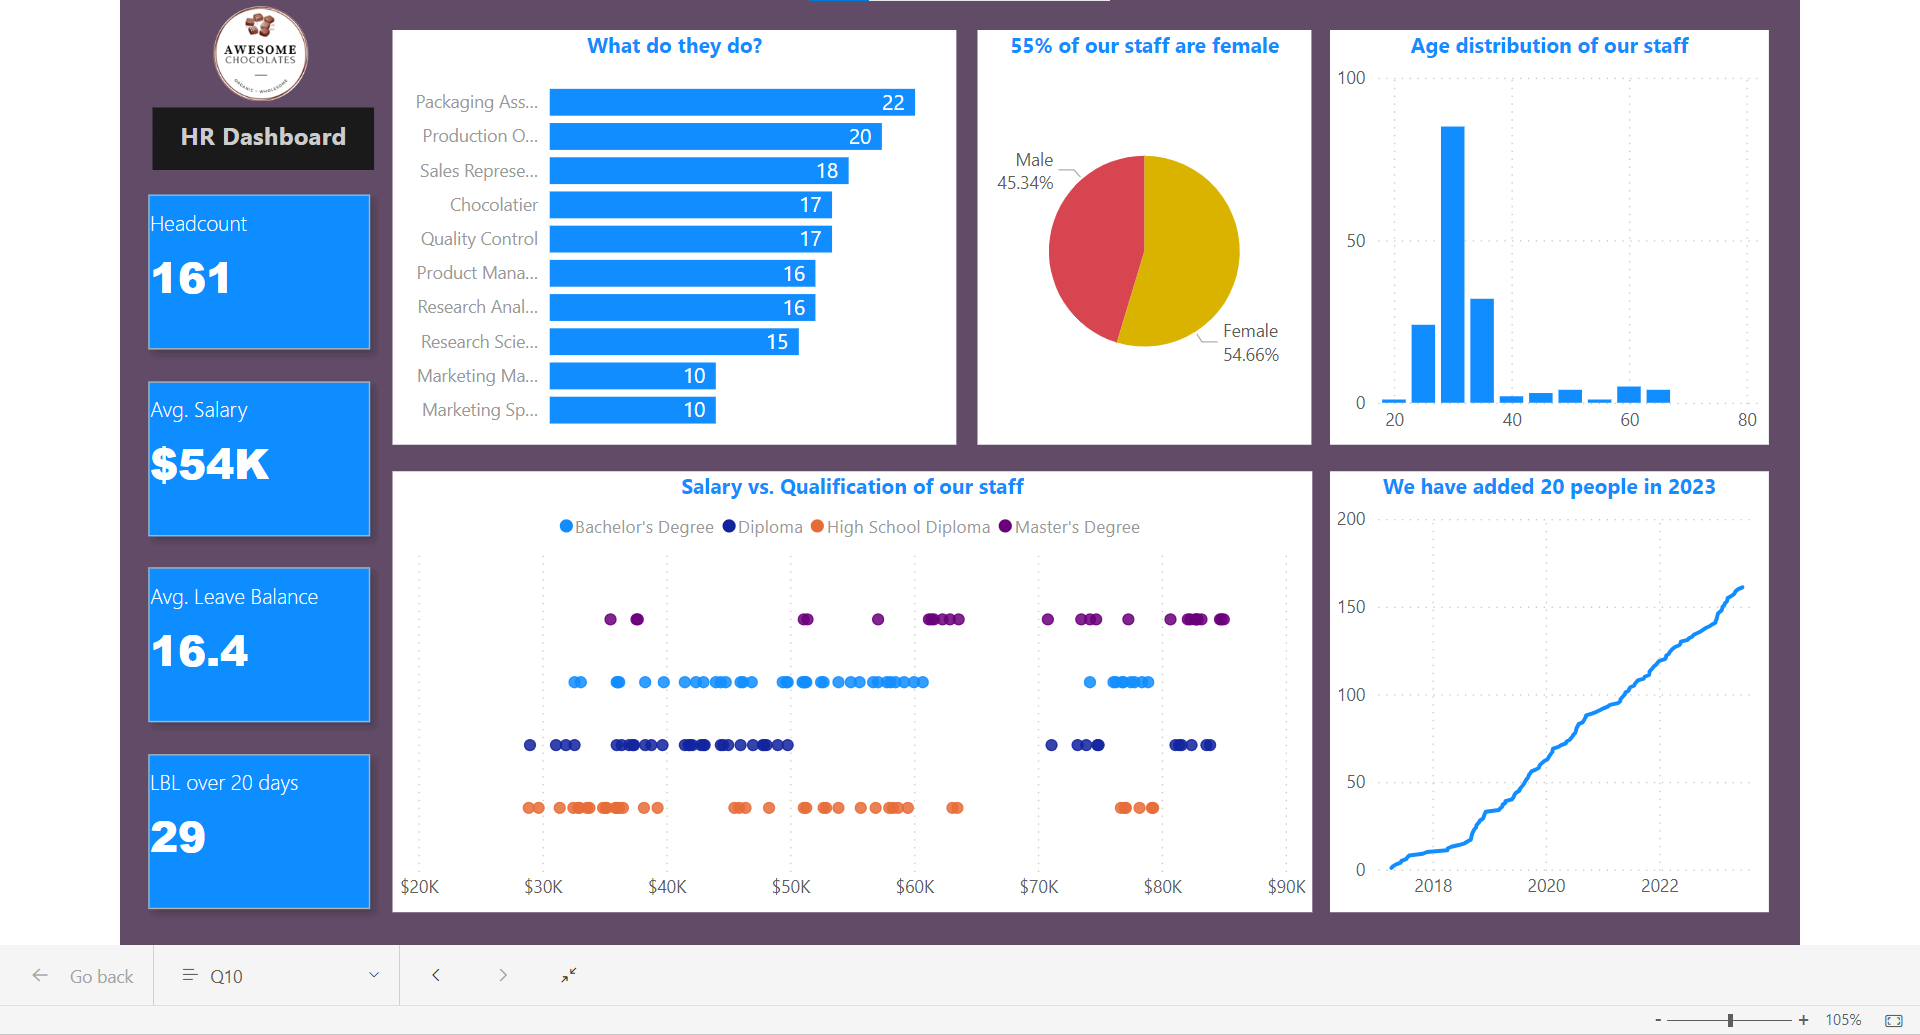 AWESOME
CHOCOLATES
ORGANIC • WHOLESOME
HR Dashboard
Headcount
161
Avg. Salary
$54K
Avg. Leave Balance
16.4
LBL over 20 days
29
What do they do?
Packaging Ass... 22
Production O... 20
Sales Represe... 18
Chocolatier 17
Quality Control 17
Product Mana... 16
Research Anal... 16
Research Scie... 15
Marketing Ma... 10
Marketing Sp... 10
55% of our staff are female
Male
45.34%
Female
54.66%
Age distribution of our staff
100
50
0
20 40 60 80
Salary vs. Qualification of our staff
Bachelor's Degree Diploma High School Diploma Master's Degree
$20K $30K $40K $50K $60K $70K $80K $90K
We have added 20 people in 2023
200
150
100
50
0
2018 2020 2022
Go back Q10
- + 105%